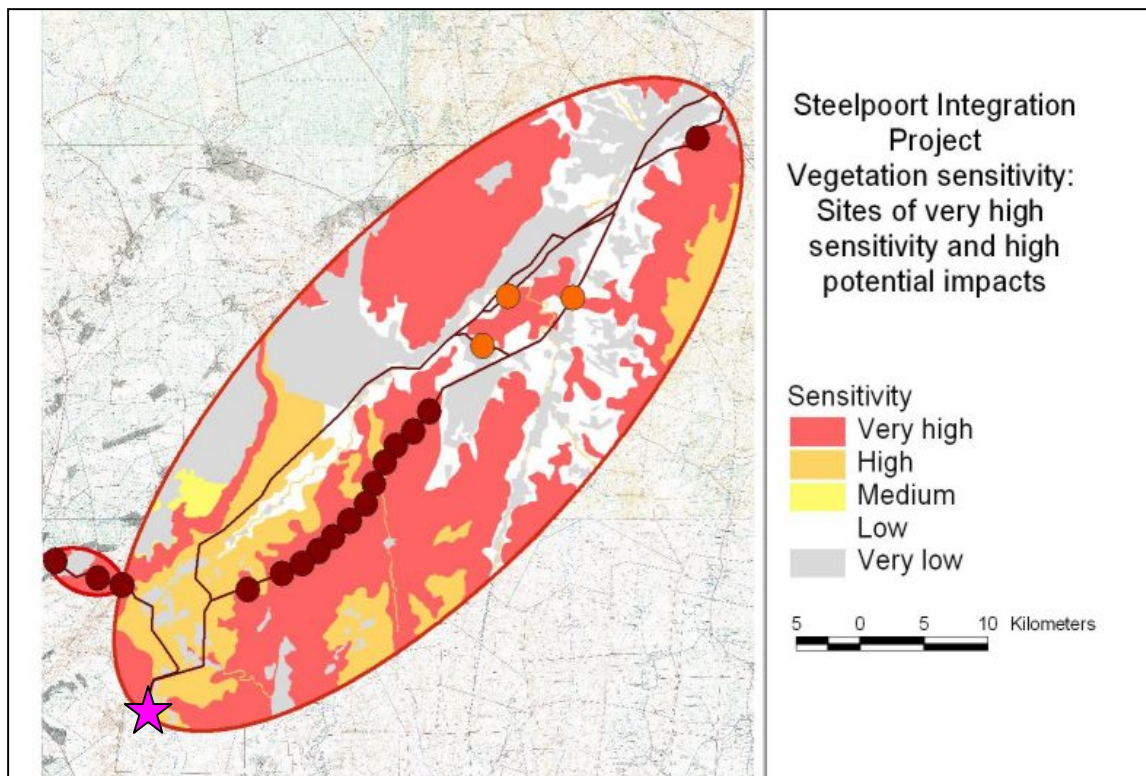 Steelpoort Integration
Project
Vegetation sensitivity:
Sites of very high
sensitivity and high
potential impacts
Sensitivity
Very high
High
Medium
Low
Very low
5 0 5 10 Kilometers